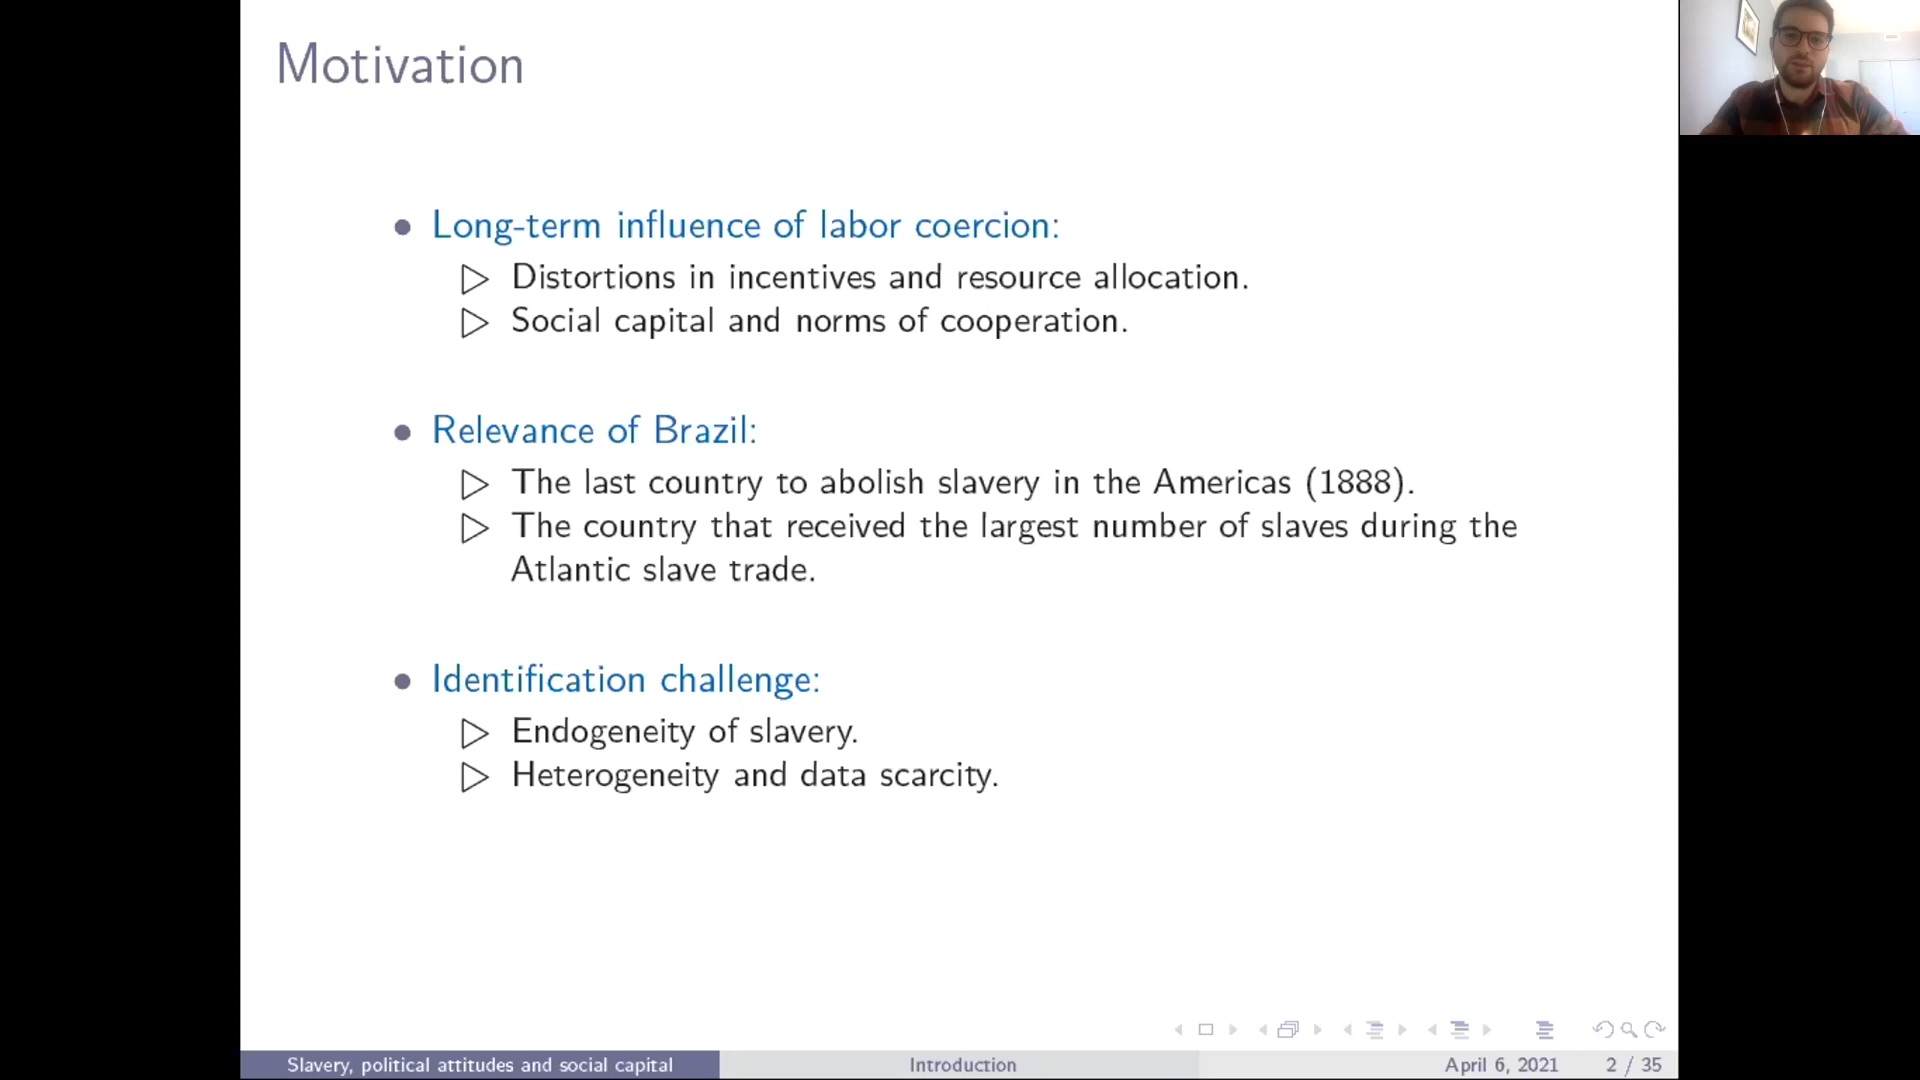 Motivation
Long-term influence of labor coercion:
Distortions in incentives and resource allocation.
Social capital and norms of cooperation.
Relevance of Brazil:
The last country to abolish slavery in the Americas (1888).
The country that received the largest number of slaves during the
Atlantic slave trade.
Identification challenge:
Endogeneity of slavery.
Heterogeneity and data scarcity.
Slavery, political attitudes and social capital
Introduction
April 6, 2021
2 / 35